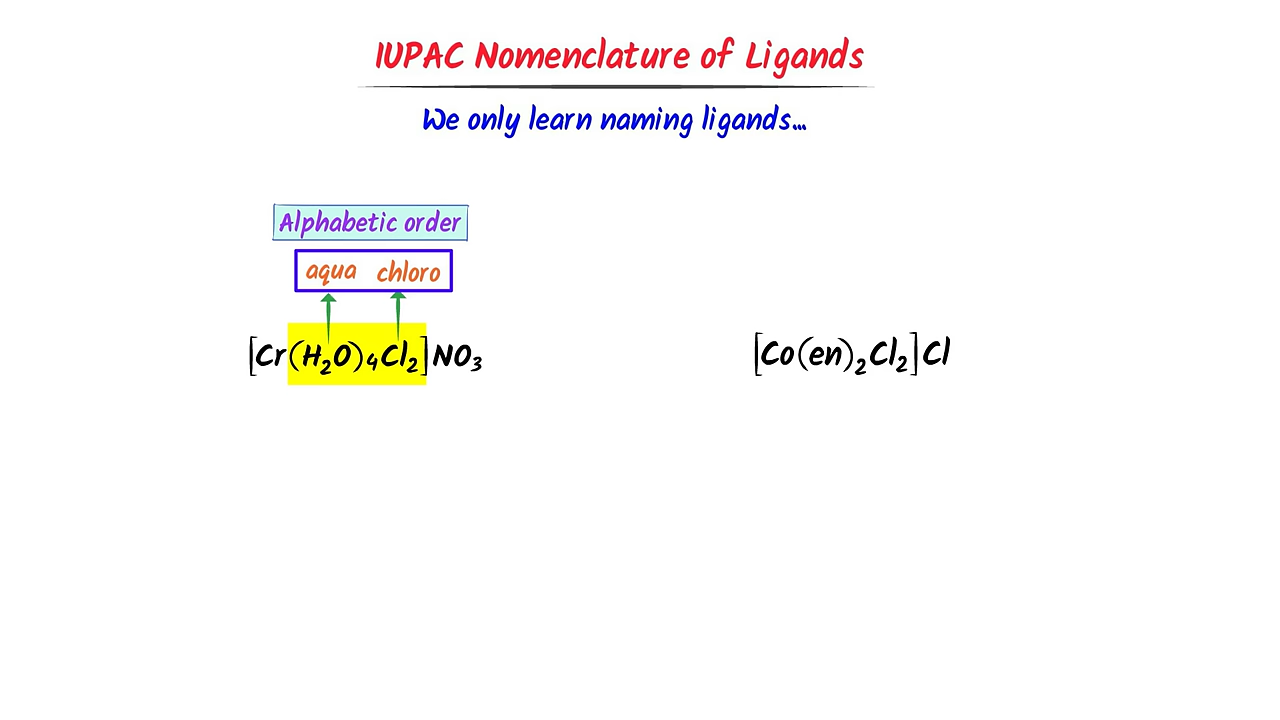 IUPAC Nomenclature of Ligands
We only learn naming ligands...
Alphabetic order
aqua chloro
[Cr(H₂O)₄Cl₂]NO₃
[Co(en)₂Cl₂]Cl